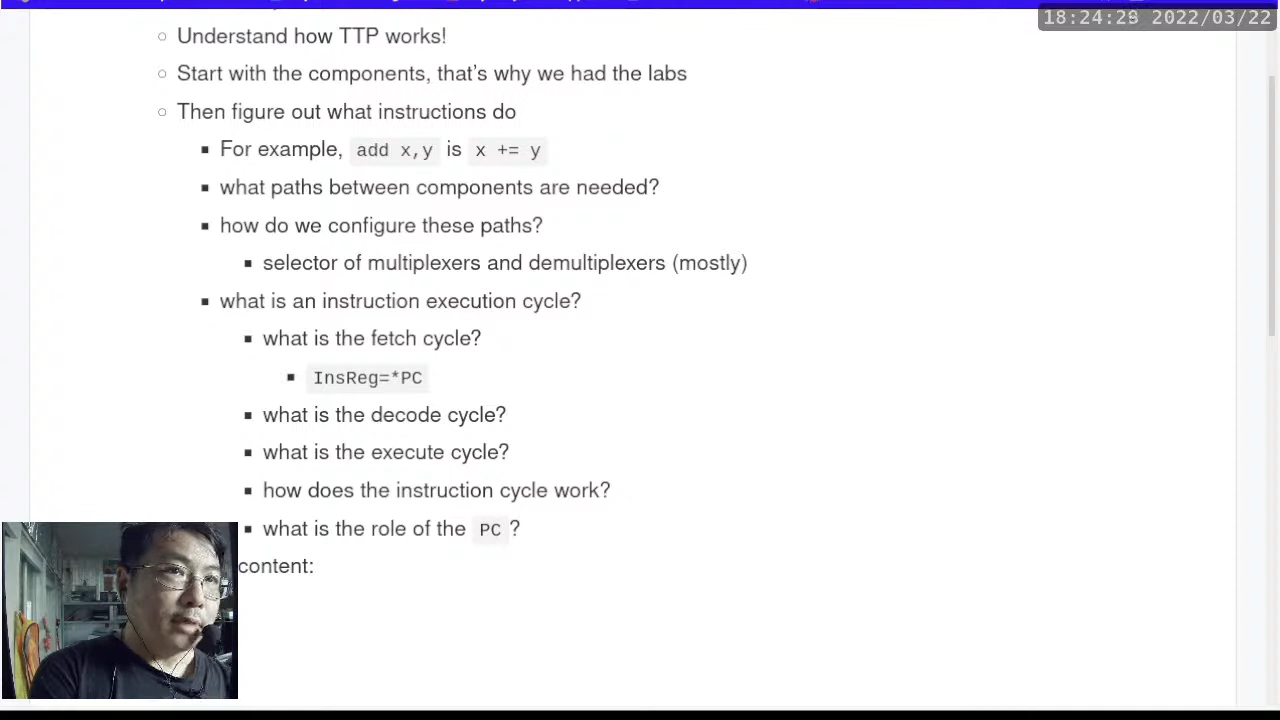 18:24:29 2022/03/22
Understand how TTP works!
Start with the components, that's why we had the labs
Then figure out what instructions do
For example, add x,y is x += y
what paths between components are needed?
how do we configure these paths?
selector of multiplexers and demultiplexers (mostly)
what is an instruction execution cycle?
what is the fetch cycle?
InsReg=*PC
what is the decode cycle?
what is the execute cycle?
how does the instruction cycle work?
what is the role of the PC?
content: